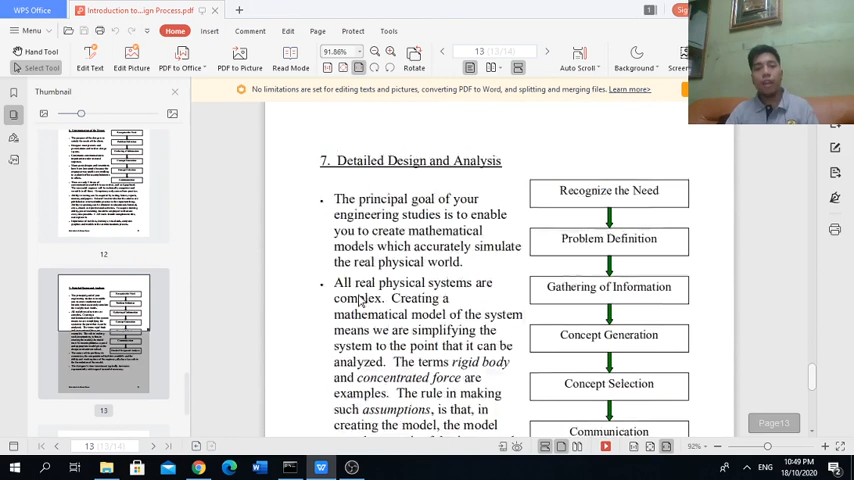 WPS Office
Introduction to...ign Process.pdf
1
Sig
Menu
Home
Insert
Comment
Edit
Page
Protect
Tools
Hand Tool
Select Tool
Edit Text
Edit Picture
PDF to Office
PDF to Picture
Read Mode
91.86%
13 (13/14)
Rotate
Auto Scroll
Background
Screen
Thumbnail
No limitations are set for editing texts and pictures, converting PDF to Word, and splitting and merging files. Learn more>
12
13
7. Detailed Design and Analysis
• The principal goal of your
engineering studies is to enable
you to create mathematical
models which accurately simulate
the real physical world.
• All real physical systems are
complex. Creating a
mathematical model of the system
means we are simplifying the
system to the point that it can be
analyzed. The terms rigid body
and concentrated force are
examples. The rule in making
such assumptions, is that, in
creating the model, the model
Recognize the Need
Problem Definition
Gathering of Information
Concept Generation
Concept Selection
Communication
Page13
13 (13/14)
92%
ENG
10:49 PM
18/10/2020